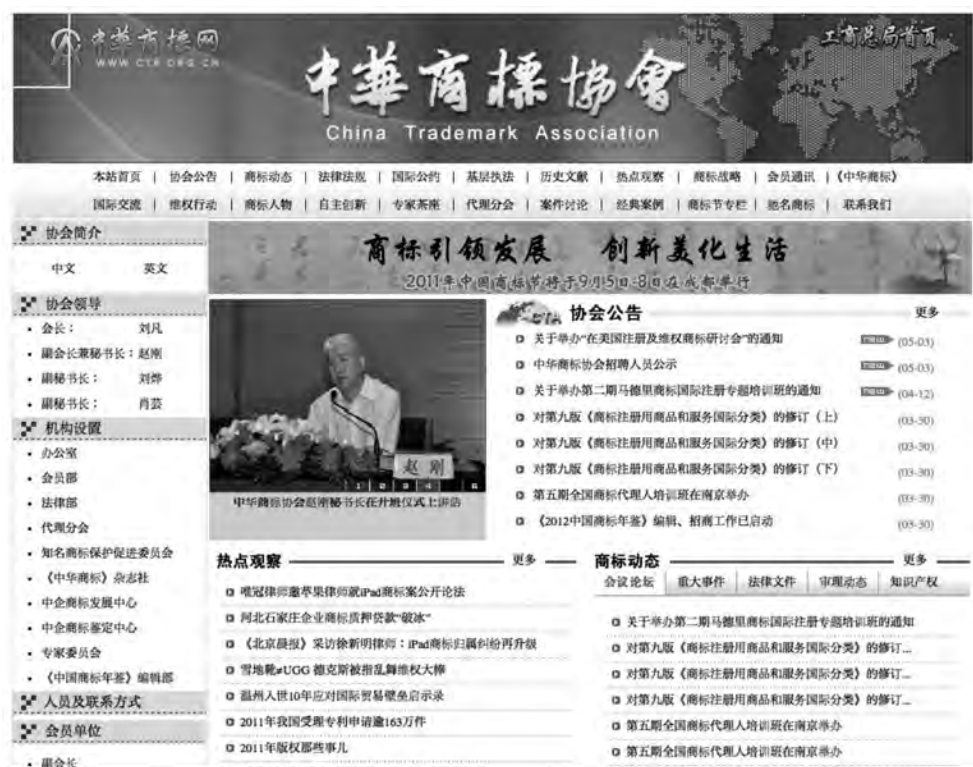 中华商标网
WWW CTR ORG CN
工商总局首页
中華商標協會
China Trademark Association
本站首页 | 协会公告 | 商标动态 | 法律法规 | 国际公约 | 基层执法 | 历史文献 | 热点观察 | 商标战略 | 会员通讯 | 《中华商标》
国际交流 | 维权行动 | 商标人物 | 自主创新 | 专家茶座 | 代理分会 | 案件讨论 | 经典案例 | 商标节专栏 | 驰名商标 | 联系我们
协会简介
中文 英文
协会领导
会长： 刘凡
副会长兼秘书长：赵刚
副秘书长： 刘烨
副秘书长： 肖芸
机构设置
办公室
会员部
法律部
代理分会
知名商标保护促进委员会
《中华商标》杂志社
中企商标发展中心
中企商标鉴定中心
专家委员会
《中国商标年鉴》编辑部
人员及联系方式
会员单位
副会长
商标引领发展 创新美化生活
2011年中国商标节将于9月5日-8日在成都举行
赵 刚
1 2 3 4 6
中华商标协会赵刚秘书长在开班仪式上讲话
CTA 协会公告 更多
关于举办“在美国注册及维权商标研讨会”的通知 new (05-03)
中华商标协会招聘人员公示 new (05-03)
关于举办第二期马德里商标国际注册专题培训班的通知 new (04-12)
对第九版《商标注册用商品和服务国际分类》的修订（上） (03-30)
对第九版《商标注册用商品和服务国际分类》的修订（中） (03-30)
对第九版《商标注册用商品和服务国际分类》的修订（下） (03-30)
第五期全国商标代理人培训班在南京举办 (03-30)
《2012中国商标年鉴》编辑、招商工作已启动 (03-30)
热点观察 更多
唯冠律师邀苹果律师就iPad商标案公开论法
河北石家庄企业商标质押贷款“破冰”
《北京晨报》采访徐新明律师：iPad商标归属纠纷再升级
雪地靴≠UGG 德克斯被指乱舞维权大棒
温州入世10年应对国际贸易壁垒启示录
2011年我国受理专利申请逾163万件
2011年版权那些事儿
商标动态 更多
会议论坛 重大事件 法律文件 审理动态 知识产权
关于举办第二期马德里商标国际注册专题培训班的通知
对第九版《商标注册用商品和服务国际分类》的修订...
对第九版《商标注册用商品和服务国际分类》的修订...
对第九版《商标注册用商品和服务国际分类》的修订...
第五期全国商标代理人培训班在南京举办
第五期全国商标代理人培训班在南京举办